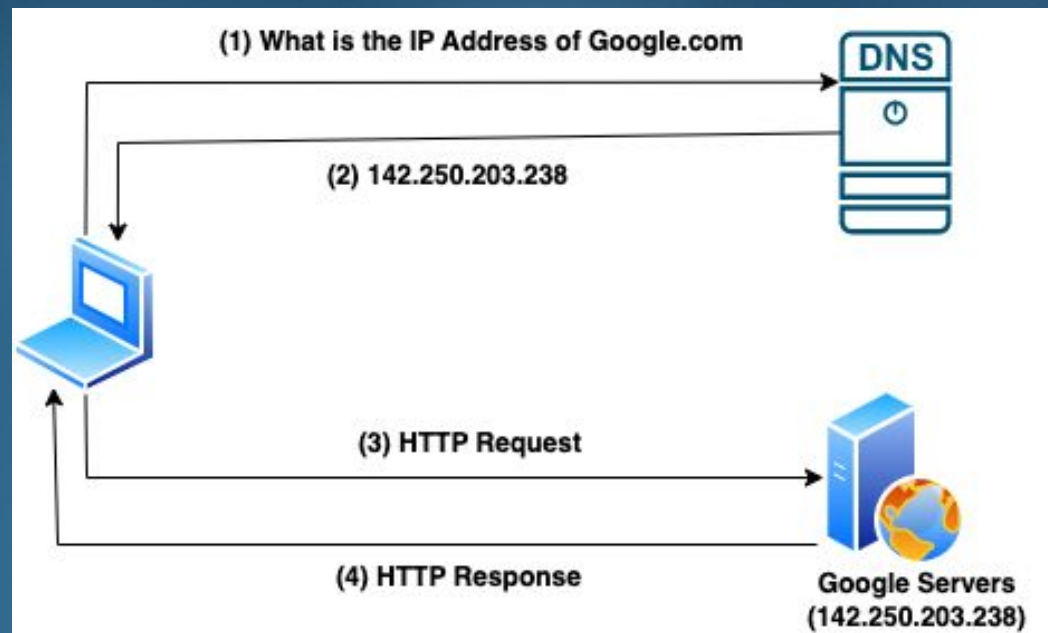 (1) What is the IP Address of Google.com
DNS
(2) 142.250.203.238
(3) HTTP Request
(4) HTTP Response
Google Servers
(142.250.203.238)